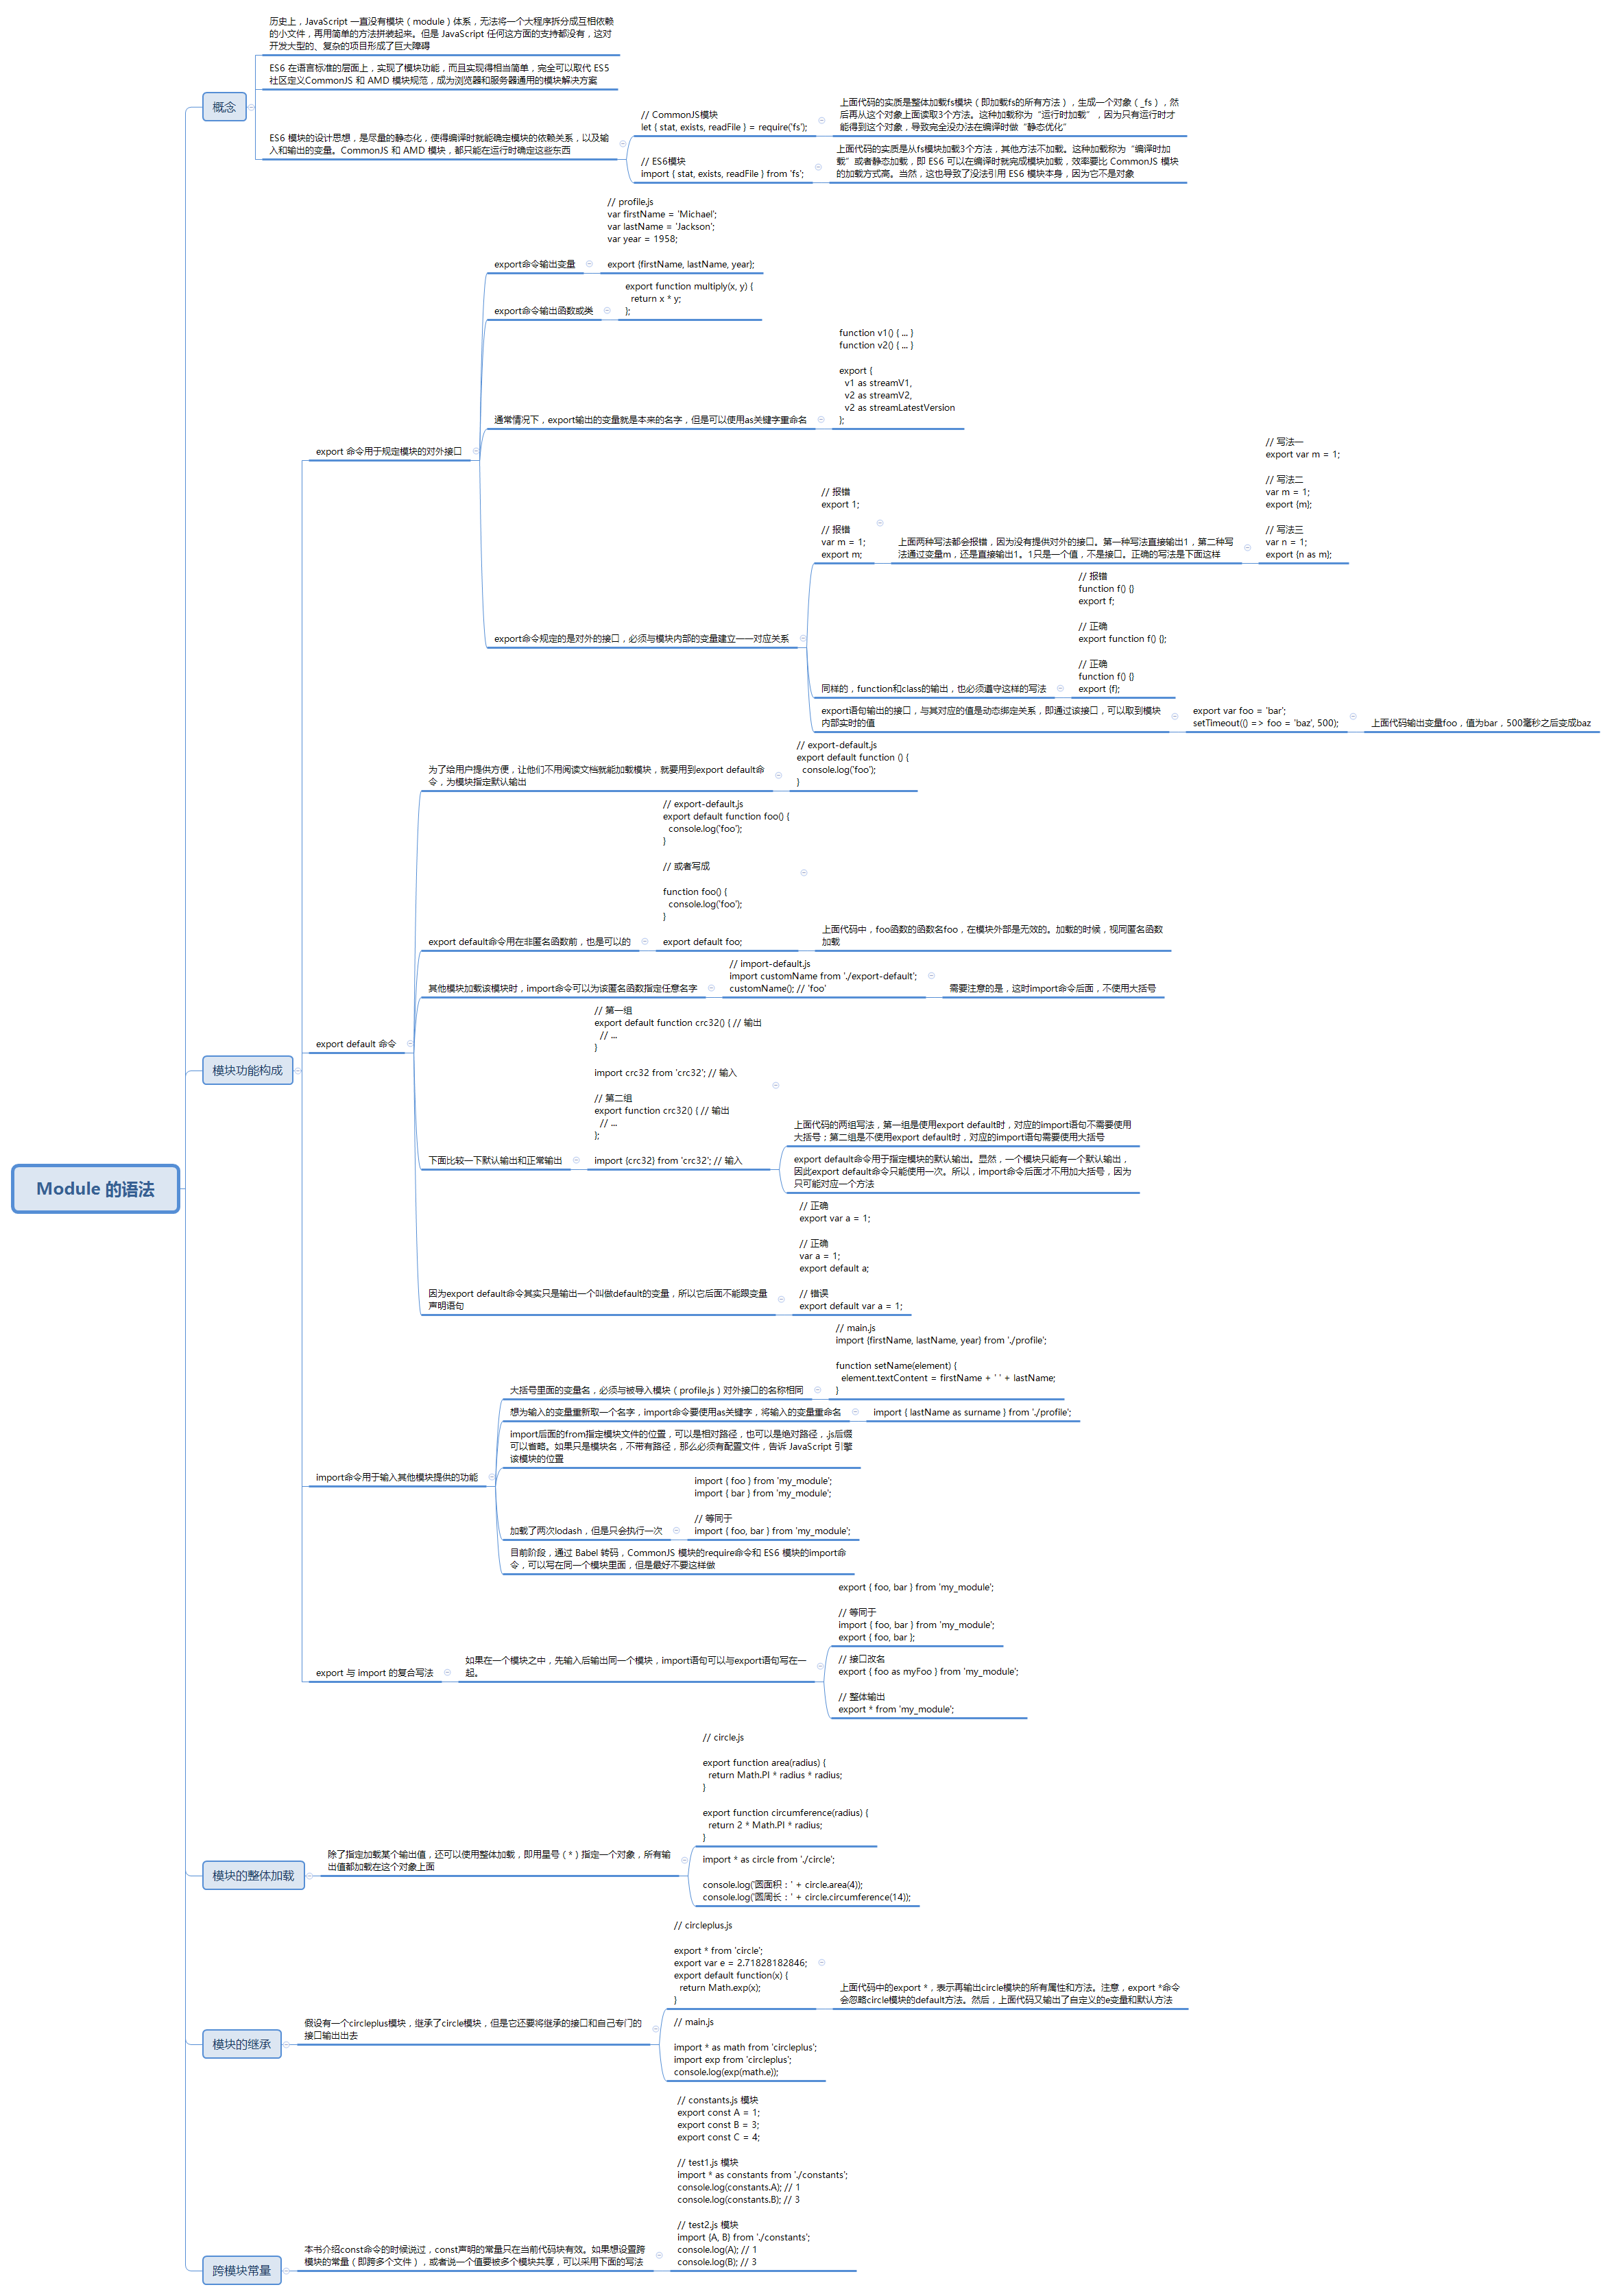 Module 的语法
概念
历史上，JavaScript 一直没有模块（module）体系，无法将一个大程序拆分成互相依赖
的小文件，再用简单的方法拼装起来。但是 JavaScript 任何这方面的支持都没有，这对
开发大型的、复杂的项目形成了巨大障碍
ES6 在语言标准的层面上，实现了模块功能，而且实现得相当简单，完全可以取代 ES5
社区定义CommonJS 和 AMD 模块规范，成为浏览器和服务器通用的模块解决方案
ES6 模块的设计思想，是尽量的静态化，使得编译时就能确定模块的依赖关系，以及输
入和输出的变量。CommonJS 和 AMD 模块，都只能在运行时确定这些东西
// CommonJS模块
let { stat, exists, readFile } = require('fs');
上面代码的实质是整体加载fs模块（即加载fs的所有方法），生成一个对象（_fs），然
后再从这个对象上面读取3个方法。这种加载称为“运行时加载”，因为只有运行时才
能得到这个对象，导致完全没办法在编译时做“静态优化”
// ES6模块
import { stat, exists, readFile } from 'fs';
上面代码的实质是从fs模块加载3个方法，其他方法不加载。这种加载称为“编译时加
载”或者静态加载，即 ES6 可以在编译时就完成模块加载，效率要比 CommonJS 模块
的加载方式高。当然，这也导致了没法引用 ES6 模块本身，因为它不是对象
模块功能构成
export 命令用于规定模块的对外接口
export命令输出变量
// profile.js
var firstName = 'Michael';
var lastName = 'Jackson';
var year = 1958;
export {firstName, lastName, year};
export命令输出函数或类
export function multiply(x, y) {
return x * y;
};
通常情况下，export输出的变量就是本来的名字，但是可以使用as关键字重命名
function v1() { ... }
function v2() { ... }
export {
v1 as streamV1,
v2 as streamV2,
v2 as streamLatestVersion
};
export命令规定的是对外的接口，必须与模块内部的变量建立一一对应关系
// 报错
export 1;
// 报错
var m = 1;
export m;
上面两种写法都会报错，因为没有提供对外的接口。第一种写法直接输出1，第二种写
法通过变量m，还是直接输出1。1只是一个值，不是接口。正确的写法是下面这样
// 写法一
export var m = 1;
// 写法二
var m = 1;
export {m};
// 写法三
var n = 1;
export {n as m};
同样的，function和class的输出，也必须遵守这样的写法
// 报错
function f() {}
export f;
// 正确
export function f() {};
// 正确
function f() {}
export {f};
export语句输出的接口，与其对应的值是动态绑定关系，即通过该接口，可以取到模块
内部实时的值
export var foo = 'bar';
setTimeout(() => foo = 'baz', 500);
上面代码输出变量foo，值为bar，500毫秒之后变成baz
export default 命令
为了给用户提供方便，让他们不用阅读文档就能加载模块，就要用到export default命
令，为模块指定默认输出
// export-default.js
export default function () {
console.log('foo');
}
export default命令用在非匿名函数前，也是可以的
// export-default.js
export default function foo() {
console.log('foo');
}
// 或者写成
function foo() {
console.log('foo');
}
export default foo;
上面代码中，foo函数的函数名foo，在模块外部是无效的。加载的时候，视同匿名函数
加载
其他模块加载该模块时，import命令可以为该匿名函数指定任意名字
// import-default.js
import customName from './export-default';
customName(); // 'foo'
需要注意的是，这时import命令后面，不使用大括号
下面比较一下默认输出和正常输出
// 第一组
export default function crc32() { // 输出
// ...
}
import crc32 from 'crc32'; // 输入
// 第二组
export function crc32() { // 输出
// ...
};
import {crc32} from 'crc32'; // 输入
上面代码的两组写法，第一组是使用export default时，对应的import语句不需要使用
大括号；第二组是不使用export default时，对应的import语句需要使用大括号
export default命令用于指定模块的默认输出。显然，一个模块只能有一个默认输出，
因此export default命令只能使用一次。所以，import命令后面才不用加大括号，因为
只可能对应一个方法
因为export default命令其实只是输出一个叫做default的变量，所以它后面不能跟变量
声明语句
// 正确
export var a = 1;
// 正确
var a = 1;
export default a;
// 错误
export default var a = 1;
import命令用于输入其他模块提供的功能
大括号里面的变量名，必须与被导入模块（profile.js）对外接口的名称相同
// main.js
import {firstName, lastName, year} from './profile';
function setName(element) {
element.textContent = firstName + ' ' + lastName;
}
想为输入的变量重新取一个名字，import命令要使用as关键字，将输入的变量重命名
import { lastName as surname } from './profile';
import后面的from指定模块文件的位置，可以是相对路径，也可以是绝对路径，.js后缀
可以省略。如果只是模块名，不带有路径，那么必须有配置文件，告诉 JavaScript 引擎
该模块的位置
加载了两次lodash，但是只会执行一次
import { foo } from 'my_module';
import { bar } from 'my_module';
// 等同于
import { foo, bar } from 'my_module';
目前阶段，通过 Babel 转码，CommonJS 模块的require命令和 ES6 模块的import命
令，可以写在同一个模块里面，但是最好不要这样做
export 与 import 的复合写法
如果在一个模块之中，先输入后输出同一个模块，import语句可以与export语句写在一
起。
export { foo, bar } from 'my_module';
// 等同于
import { foo, bar } from 'my_module';
export { foo, bar };
// 接口改名
export { foo as myFoo } from 'my_module';
// 整体输出
export * from 'my_module';
模块的整体加载
除了指定加载某个输出值，还可以使用整体加载，即用星号（*）指定一个对象，所有输
出值都加载在这个对象上面
// circle.js
export function area(radius) {
return Math.PI * radius * radius;
}
export function circumference(radius) {
return 2 * Math.PI * radius;
}
import * as circle from './circle';
console.log('圆面积：' + circle.area(4));
console.log('圆周长：' + circle.circumference(14));
模块的继承
假设有一个circleplus模块，继承了circle模块，但是它还要将继承的接口和自己专门的
接口输出出去
// circleplus.js
export * from 'circle';
export var e = 2.71828182846;
export default function(x) {
return Math.exp(x);
}
上面代码中的export *，表示再输出circle模块的所有属性和方法。注意，export *命令
会忽略circle模块的default方法。然后，上面代码又输出了自定义的e变量和默认方法
// main.js
import * as math from 'circleplus';
import exp from 'circleplus';
console.log(exp(math.e));
跨模块常量
本书介绍const命令的时候说过，const声明的常量只在当前代码块有效。如果想设置跨
模块的常量（即跨多个文件），或者说一个值要被多个模块共享，可以采用下面的写法
// constants.js 模块
export const A = 1;
export const B = 3;
export const C = 4;
// test1.js 模块
import * as constants from './constants';
console.log(constants.A); // 1
console.log(constants.B); // 3
// test2.js 模块
import {A, B} from './constants';
console.log(A); // 1
console.log(B); // 3